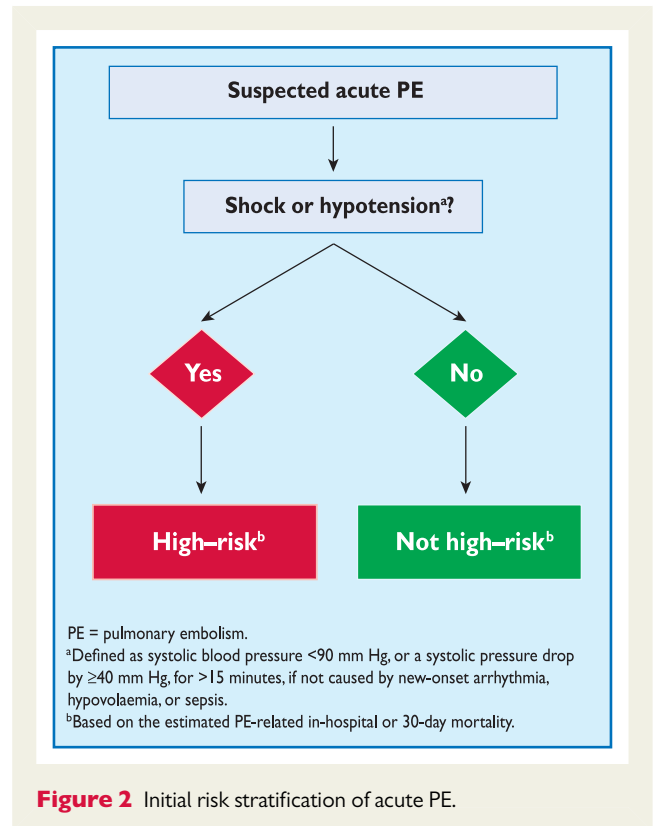 Suspected acute PE
Shock or hypotensionᵃ?
Yes
No
High–riskᵇ
Not high–riskᵇ
PE = pulmonary embolism.
ᵃDefined as systolic blood pressure <90 mm Hg, or a systolic pressure drop
by ≥40 mm Hg, for >15 minutes, if not caused by new-onset arrhythmia,
hypovolaemia, or sepsis.
ᵇBased on the estimated PE-related in-hospital or 30-day mortality.
Figure 2 Initial risk stratification of acute PE.